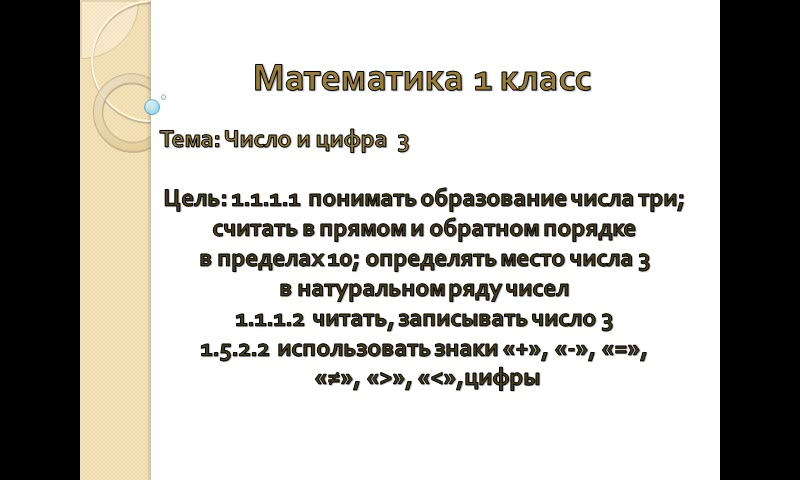 Математика 1 класс
Тема: Число и цифра 3
Цель: 1.1.1.1 понимать образование числа три;
считать в прямом и обратном порядке
в пределах 10; определять место числа 3
в натуральном ряду чисел
1.1.1.2 читать, записывать число 3
1.5.2.2 использовать знаки «+», «-», «=»,
«≠», «>», «<»,цифры